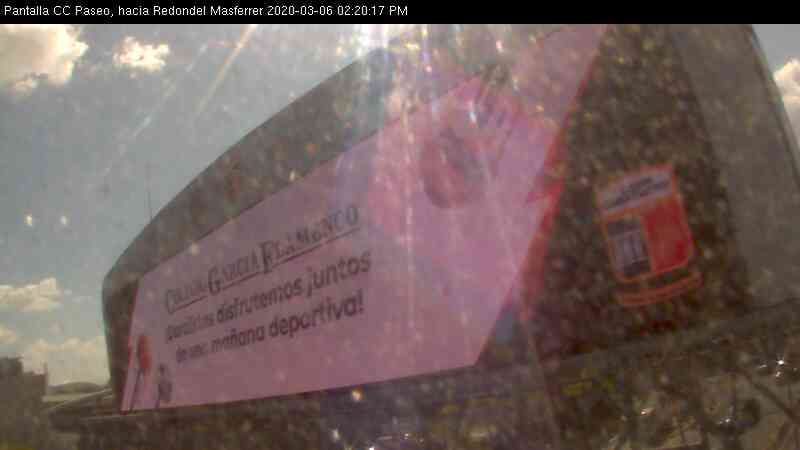 Pantalla CC Paseo, hacia Redondel Masferrer 2020-03-06 02:20:17 PM
COLEGIO GARCÍA FLAMENCO
disfrutemos juntos
de una mañana deportiva!